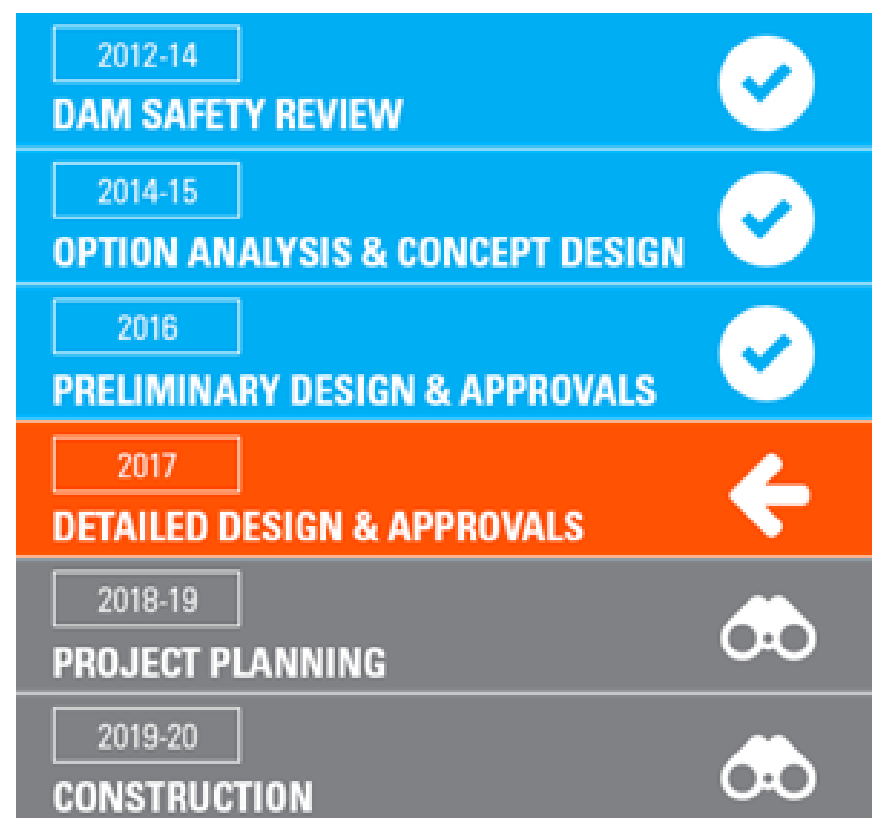 2012-14
DAM SAFETY REVIEW
2014-15
OPTION ANALYSIS & CONCEPT DESIGN
2016
PRELIMINARY DESIGN & APPROVALS
2017
DETAILED DESIGN & APPROVALS
2018-19
PROJECT PLANNING
2019-20
CONSTRUCTION